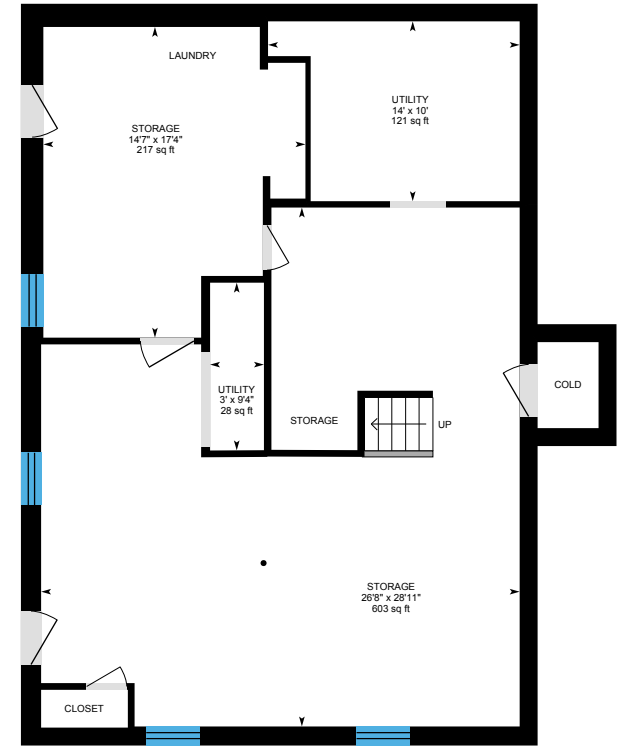 LAUNDRY
STORAGE
14'7" x 17'4"
217 sq ft
UTILITY
14' x 10'
121 sq ft
UTILITY
3' x 9'4"
28 sq ft
STORAGE
UP
COLD
STORAGE
26'8" x 28'11"
603 sq ft
CLOSET